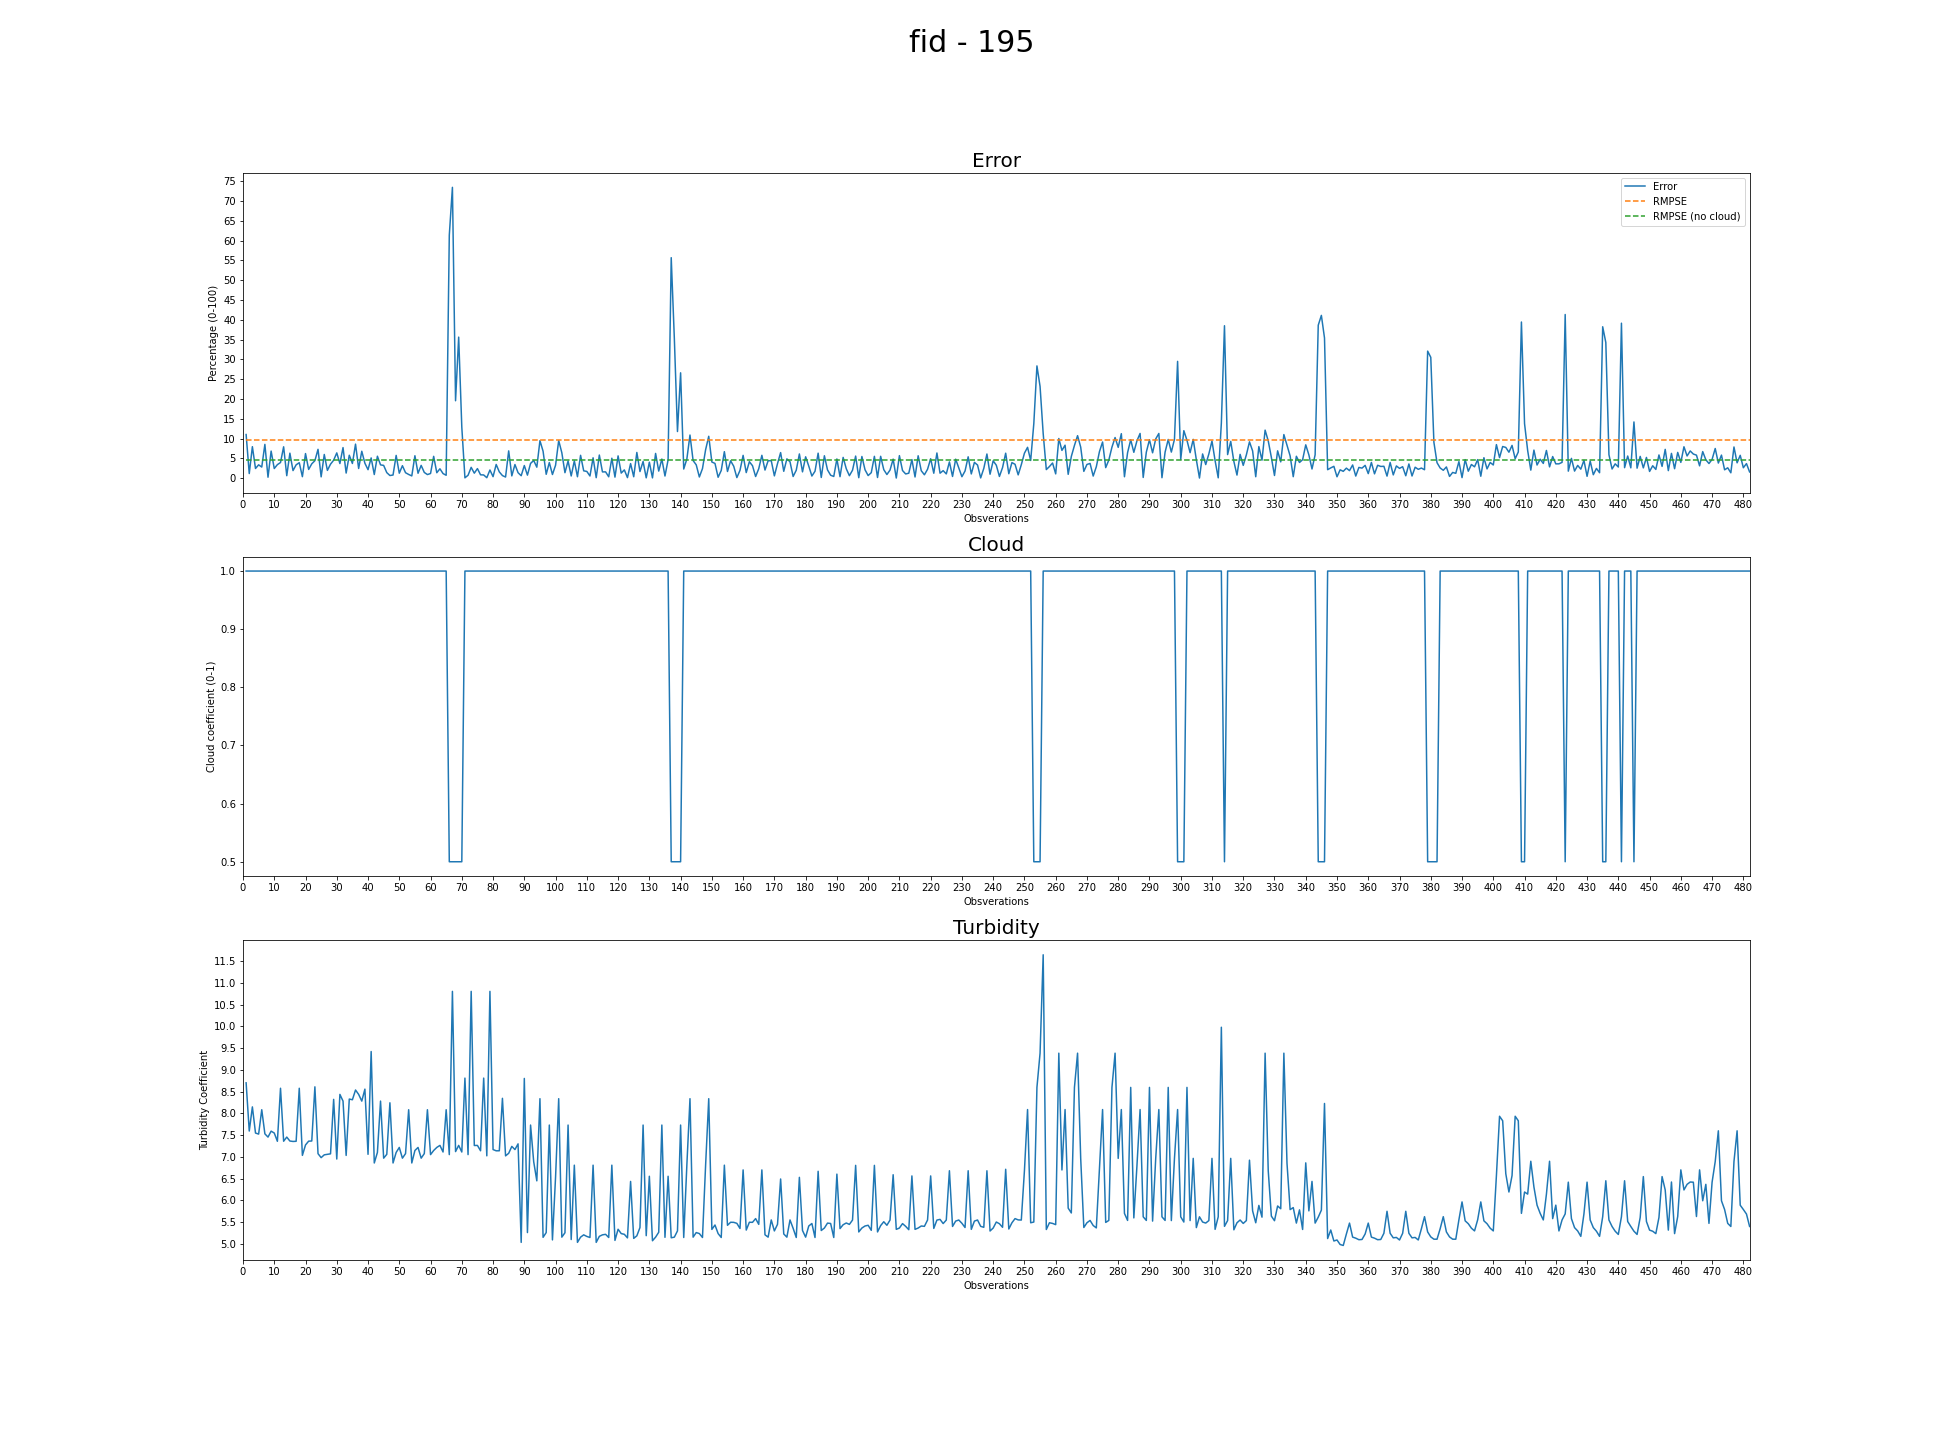 fid - 195
Error
75
70
65
60
55
50
45
40
35
30
25
20
15
10
5
0
Percentage (0-100)
Error
RMPSE
RMPSE (no cloud)
0 10 20 30 40 50 60 70 80 90 100 110 120 130 140 150 160 170 180 190 200 210 220 230 240 250 260 270 280 290 300 310 320 330 340 350 360 370 380 390 400 410 420 430 440 450 460 470 480
Obsverations
Cloud
1.0
0.9
0.8
0.7
0.6
0.5
Cloud coefficient (0-1)
0 10 20 30 40 50 60 70 80 90 100 110 120 130 140 150 160 170 180 190 200 210 220 230 240 250 260 270 280 290 300 310 320 330 340 350 360 370 380 390 400 410 420 430 440 450 460 470 480
Obsverations
Turbidity
11.5
11.0
10.5
10.0
9.5
9.0
8.5
8.0
7.5
7.0
6.5
6.0
5.5
5.0
Turbidity Coefficient
0 10 20 30 40 50 60 70 80 90 100 110 120 130 140 150 160 170 180 190 200 210 220 230 240 250 260 270 280 290 300 310 320 330 340 350 360 370 380 390 400 410 420 430 440 450 460 470 480
Obsverations